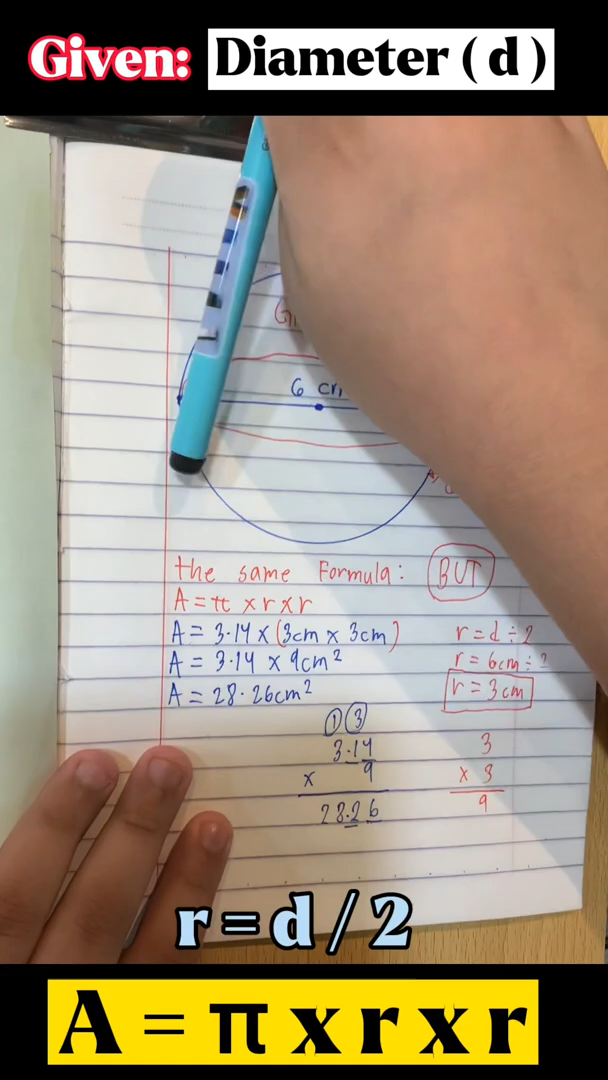 Given: Diameter ( d )
6 cm
the same Formula: BUT
A = π x r x r
A = 3.14 x (3cm x 3cm)
r = d ÷ 2
A = 3.14 x 9cm²
r = 6cm ÷ 2
A = 28.26cm²
r = 3cm
1 3
3.14
3
x 9
x 3
28.26
9
r = d / 2
A = π x r x r